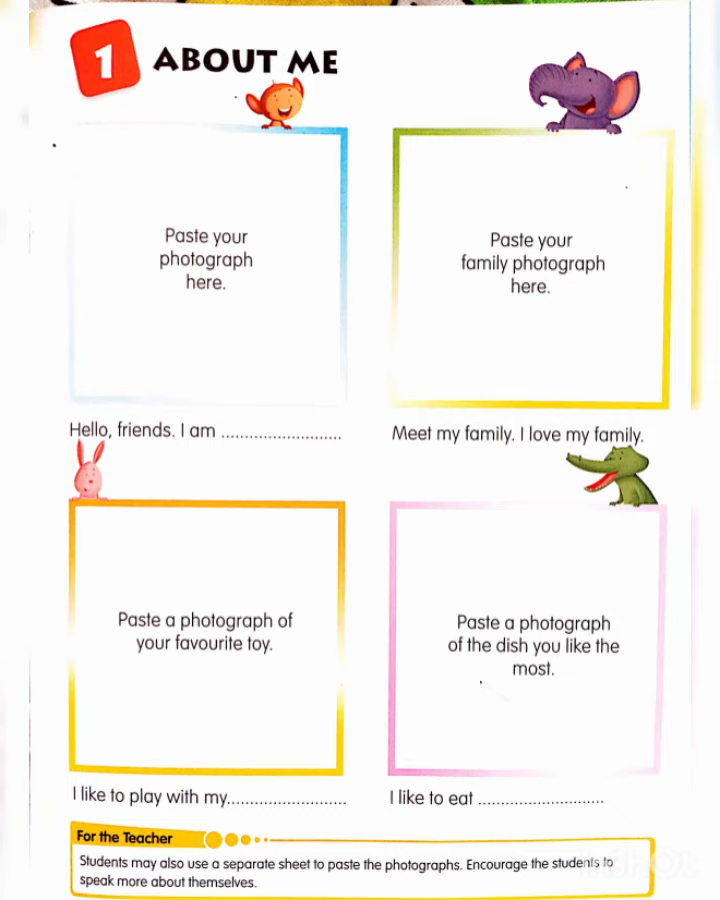 1 ABOUT ME
Paste your
photograph
here.
Hello, friends. I am ..........................
Paste your
family photograph
here.
Meet my family. I love my family.
Paste a photograph of
your favourite toy.
I like to play with my..........................
Paste a photograph
of the dish you like the
most.
I like to eat ...........................
For the Teacher
Students may also use a separate sheet to paste the photographs. Encourage the students to
speak more about themselves.